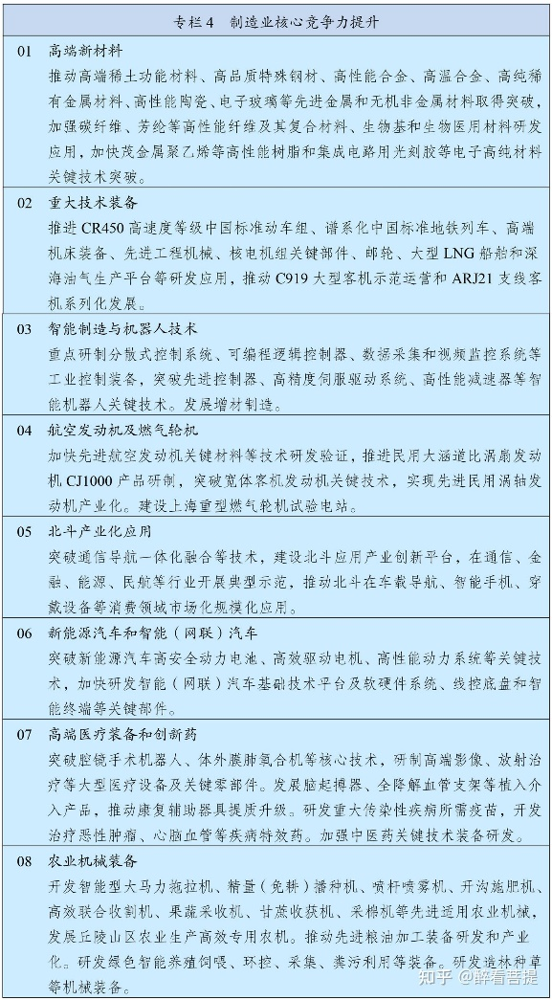 专栏4 制造业核心竞争力提升
01 高端新材料
推动高端稀土功能材料、高品质特殊钢材、高性能合金、高温合金、高纯稀
有金属材料、高性能陶瓷、电子玻璃等先进金属和无机非金属材料取得突破，
加强碳纤维、芳纶等高性能纤维及其复合材料、生物基和生物医用材料研发
应用，加快茂金属聚乙烯等高性能树脂和集成电路用光刻胶等电子高纯材料
关键技术突破。
02 重大技术装备
推进CR450高速度等级中国标准动车组、谱系化中国标准地铁列车、高端
机床装备、先进工程机械、核电机组关键部件、邮轮、大型LNG船舶和深
海油气生产平台等研发应用，推动C919大型客机示范运营和ARJ21支线客
机系列化发展。
03 智能制造与机器人技术
重点研制分散式控制系统、可编程逻辑控制器、数据采集和视频监控系统等
工业控制装备，突破先进控制器、高精度伺服驱动系统、高性能减速器等智
能机器人关键技术。发展增材制造。
04 航空发动机及燃气轮机
加快先进航空发动机关键材料等技术研发验证，推进民用大涵道比涡扇发动
机CJ1000产品研制，突破宽体客机发动机关键技术，实现先进民用涡轴发
动机产业化。建设上海重型燃气轮机试验电站。
05 北斗产业化应用
突破通信导航一体化融合等技术，建设北斗应用产业创新平台，在通信、金
融、能源、民航等行业开展典型示范，推动北斗在车载导航、智能手机、穿
戴设备等消费领域市场化规模化应用。
06 新能源汽车和智能（网联）汽车
突破新能源汽车高安全动力电池、高效驱动电机、高性能动力系统等关键技
术，加快研发智能（网联）汽车基础技术平台及软硬件系统、线控底盘和智
能终端等关键部件。
07 高端医疗装备和创新药
突破腔镜手术机器人、体外膜肺氧合机等核心技术，研制高端影像、放射治
疗等大型医疗设备及关键零部件。发展脑起搏器、全降解血管支架等植入介
入产品，推动康复辅助器具提质升级。研发重大传染性疾病所需疫苗，开发
治疗恶性肿瘤、心脑血管等疾病特效药。加强中医药关键技术装备研发。
08 农业机械装备
开发智能型大马力拖拉机、精量（免耕）播种机、喷杆喷雾机、开沟施肥机、
高效联合收割机、果蔬采收机、甘蔗收获机、采棉机等先进适用农业机械，
发展丘陵山区农业生产高效专用农机。推动先进粮油加工装备研发和产业
化。研发绿色智能养殖饲喂、环控、采集、粪污利用等装备。研发造林种草
等机械装备。
知乎 @醉看菩提